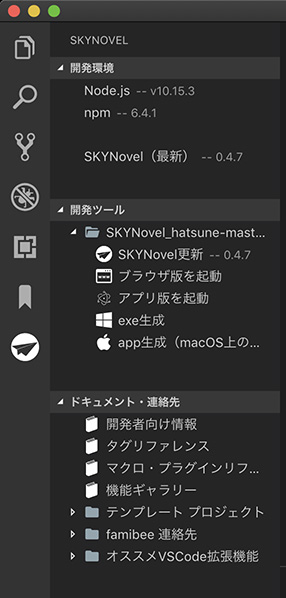 SKYNOVEL
開発環境
Node.js -- v10.15.3
npm -- 6.4.1
SKYNovel（最新） -- 0.4.7
開発ツール
SKYNovel_hatsune-mast...
SKYNovel更新 -- 0.4.7
ブラウザ版を起動
アプリ版を起動
exe生成
app生成（macOS上の...
ドキュメント・連絡先
開発者向け情報
タグリファレンス
マクロ・プラグインリフ...
機能ギャラリー
テンプレート プロジェクト
famibee 連絡先
オススメVSCode拡張機能